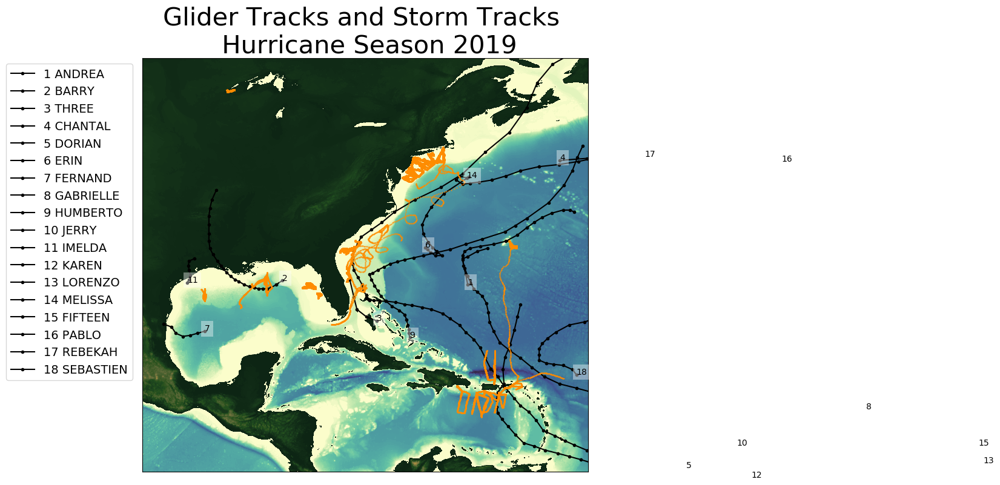 Glider Tracks and Storm Tracks
Hurricane Season 2019
1 ANDREA
2 BARRY
3 THREE
4 CHANTAL
5 DORIAN
6 ERIN
7 FERNAND
8 GABRIELLE
9 HUMBERTO
10 JERRY
11 IMELDA
12 KAREN
13 LORENZO
14 MELISSA
15 FIFTEEN
16 PABLO
17 REBEKAH
18 SEBASTIEN
17
4
16
14
6
2
11
1
3
7
9
18
8
10
15
13
5
12